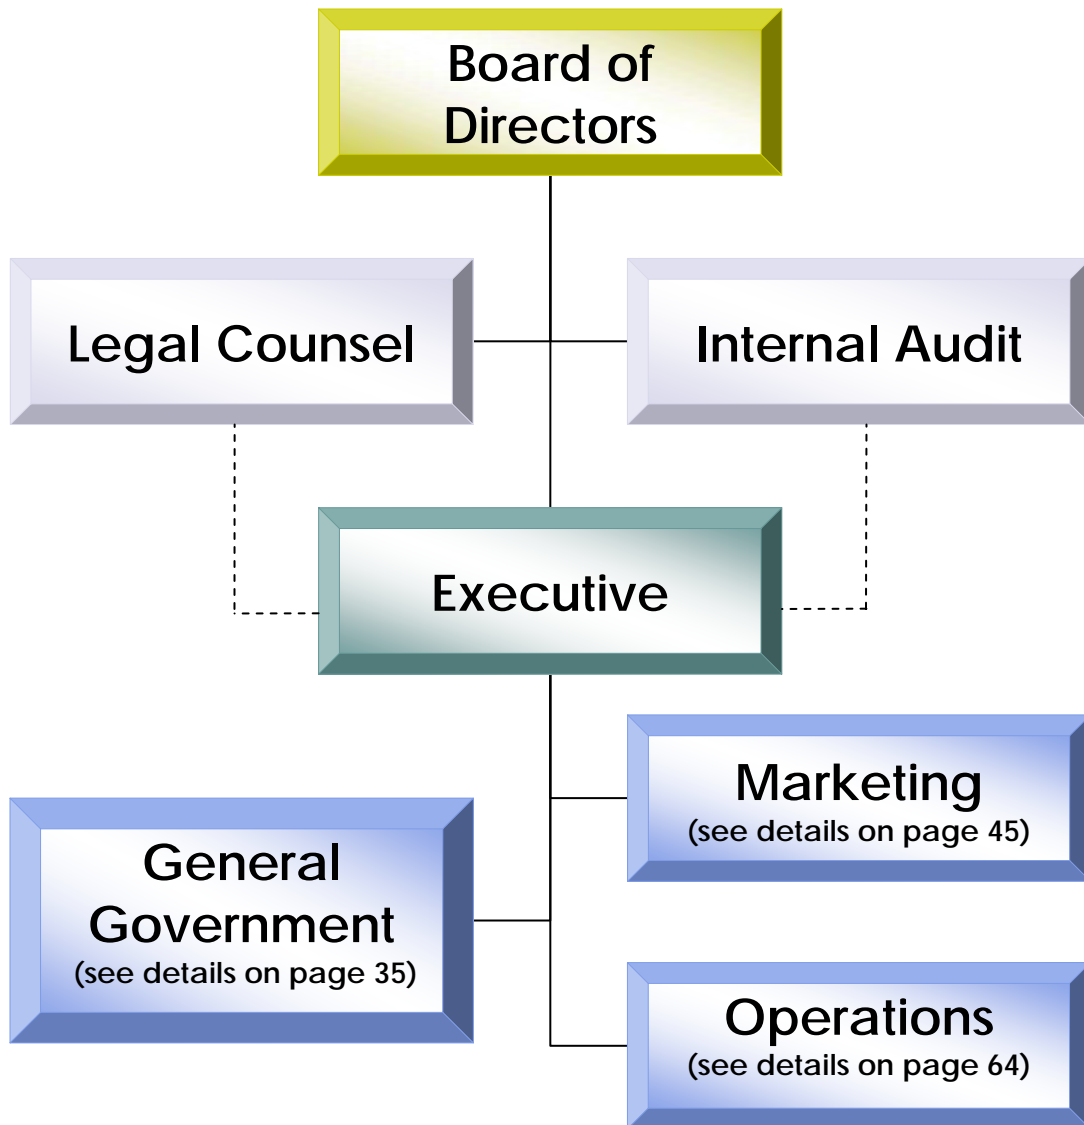 Board of
Directors
Legal Counsel
Internal Audit
Executive
Marketing
(see details on page 45)
General
Government
(see details on page 35)
Operations
(see details on page 64)